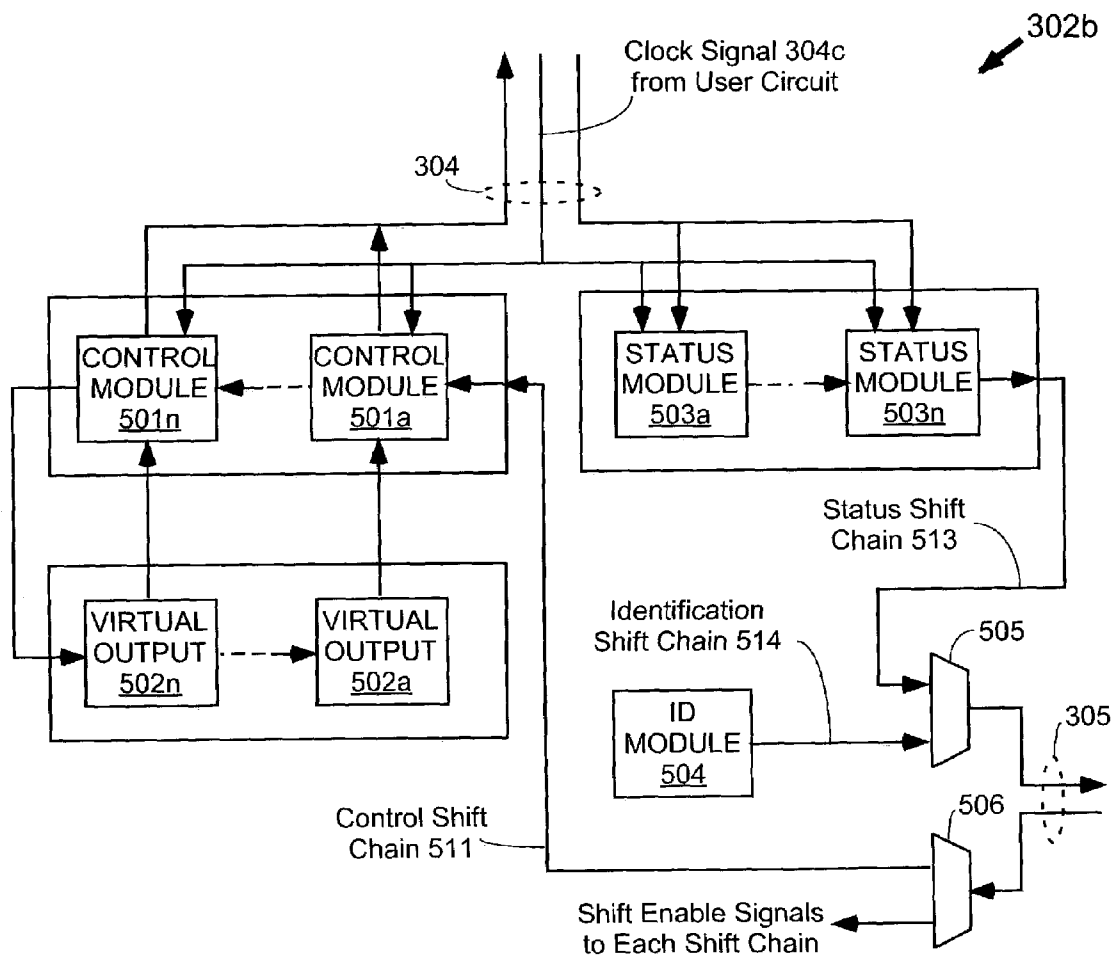 302b
Clock Signal 304c
from User Circuit
304
CONTROL
MODULE
501n
CONTROL
MODULE
501a
STATUS
MODULE
503a
STATUS
MODULE
503n
Status Shift
Chain 513
VIRTUAL
OUTPUT
502n
VIRTUAL
OUTPUT
502a
Identification
Shift Chain 514
505
ID
MODULE
504
305
506
Control Shift
Chain 511
Shift Enable Signals
to Each Shift Chain